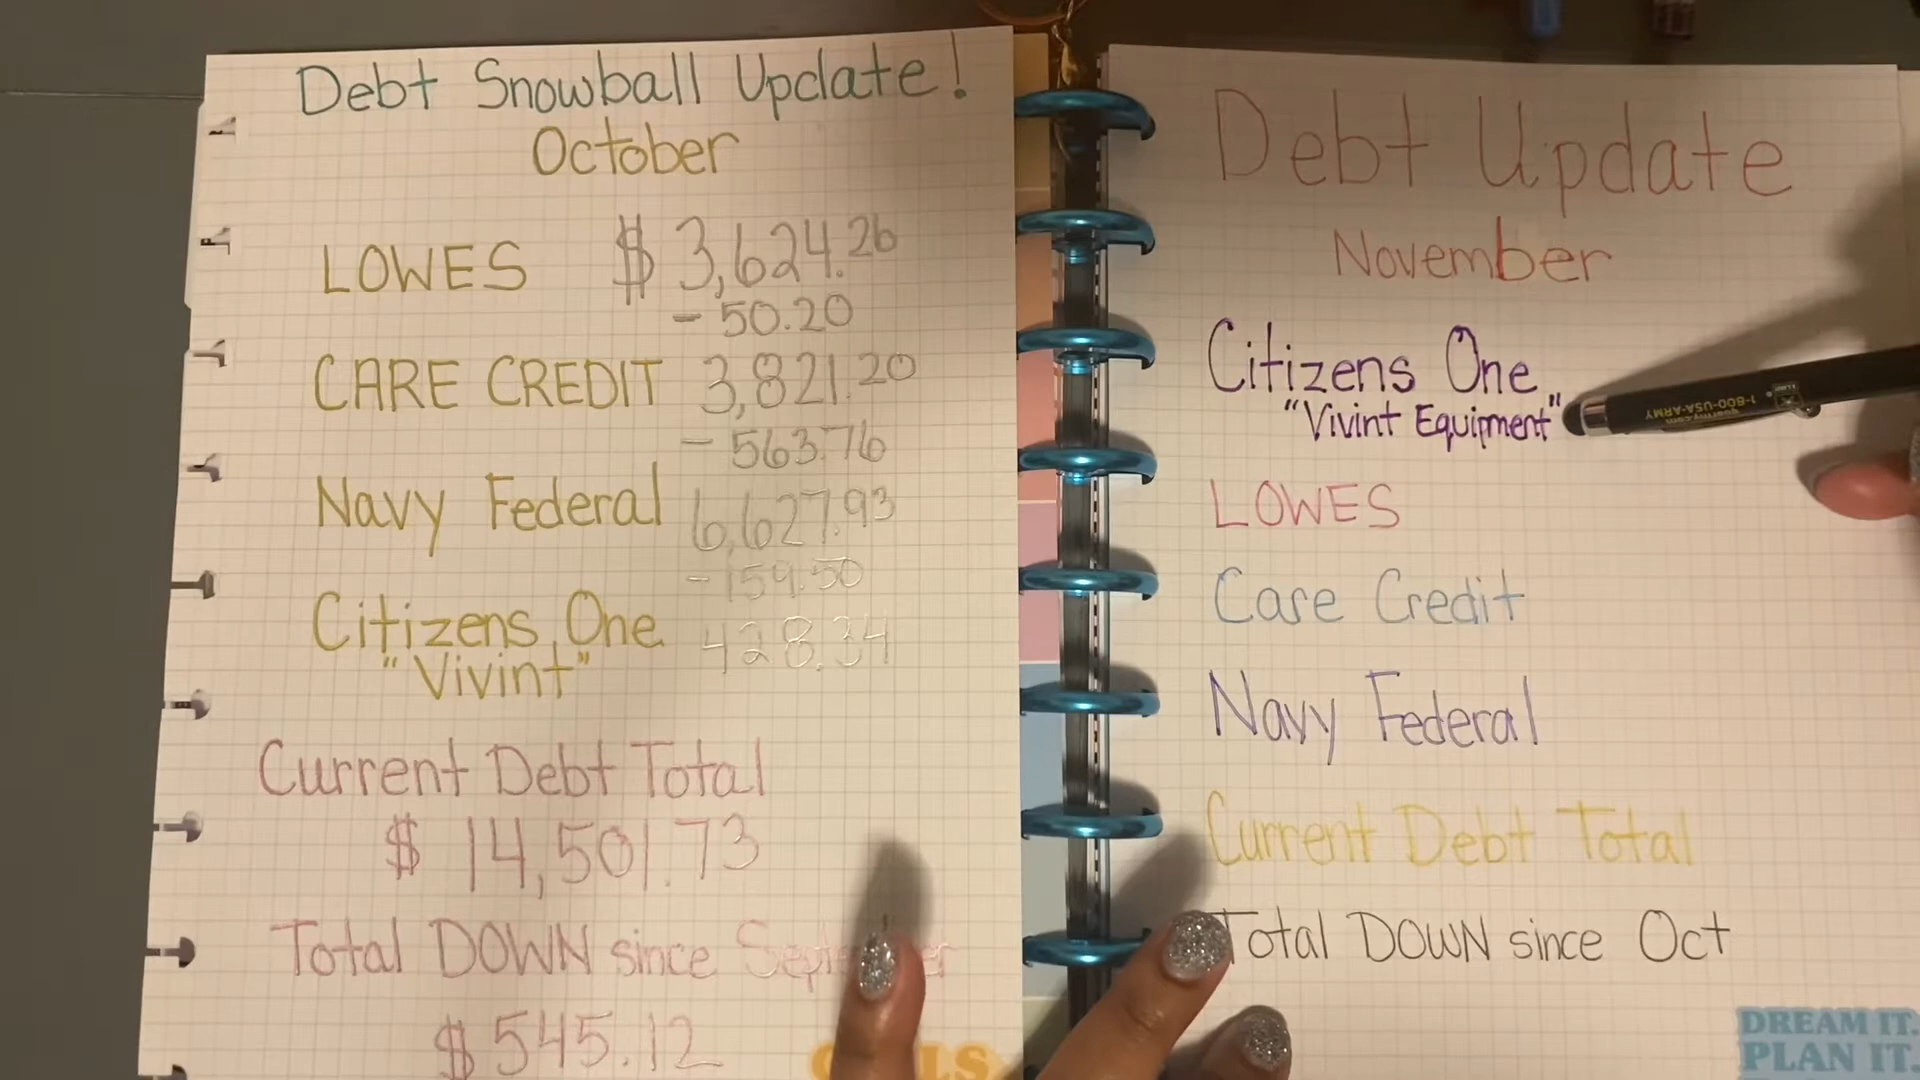 Debt Snowball Update!
October
LOWES $ 3,624.26
- 50.20
CARE CREDIT 3,821.20
- 563.76
Navy Federal 6,627.93
- 159.50
Citizens One 428.34
"Vivint"
Current Debt Total
$ 14,501.73
Total DOWN since September
$ 545.12
Debt Update
November
Citizens One
"Vivint Equipment"
LOWES
Care Credit
Navy Federal
Current Debt Total
Total DOWN since Oct
DREAM IT.
PLAN IT.
1-800-USA-ARMY